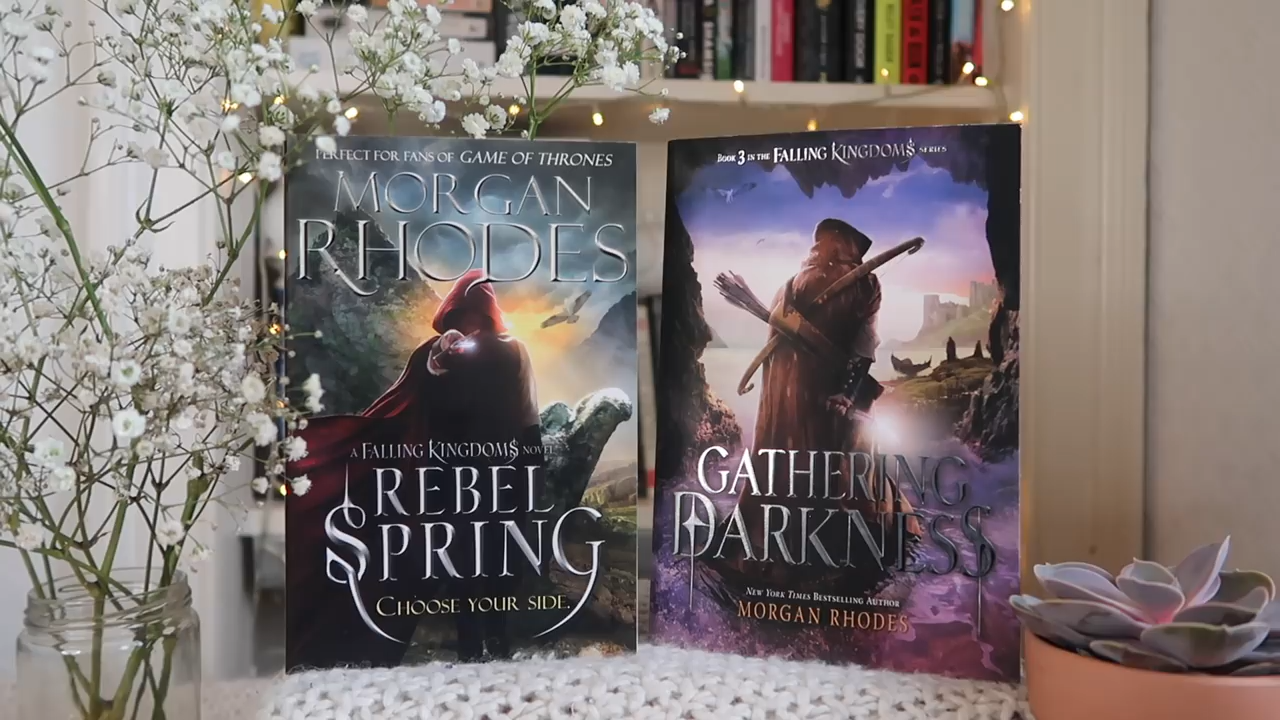 PERFECT FOR FANS OF GAME OF THRONES
MORGAN
RHODES
A FALLING KINGDOMS NOVEL
REBEL
SPRING
CHOOSE YOUR SIDE.
BOOK 3 IN THE FALLING KINGDOMS SERIES
GATHERING
DARKNESS
NEW YORK TIMES BESTSELLING AUTHOR
MORGAN RHODES